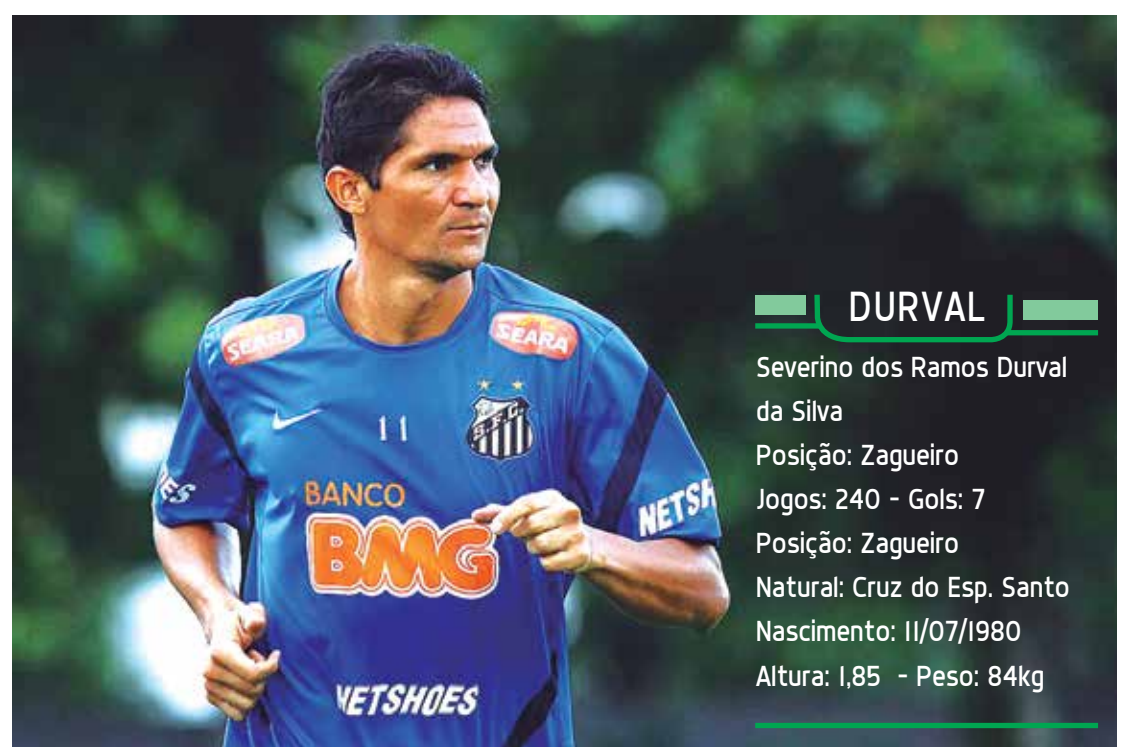 SEARA
SEARA
11
S.F.C
BANCO
BMG
NETSHOES
DURVAL
Severino dos Ramos Durval
da Silva
Posição: Zagueiro
Jogos: 240 - Gols: 7
Posição: Zagueiro
Natural: Cruz do Esp. Santo
Nascimento: 11/07/1980
Altura: 1,85 - Peso: 84kg